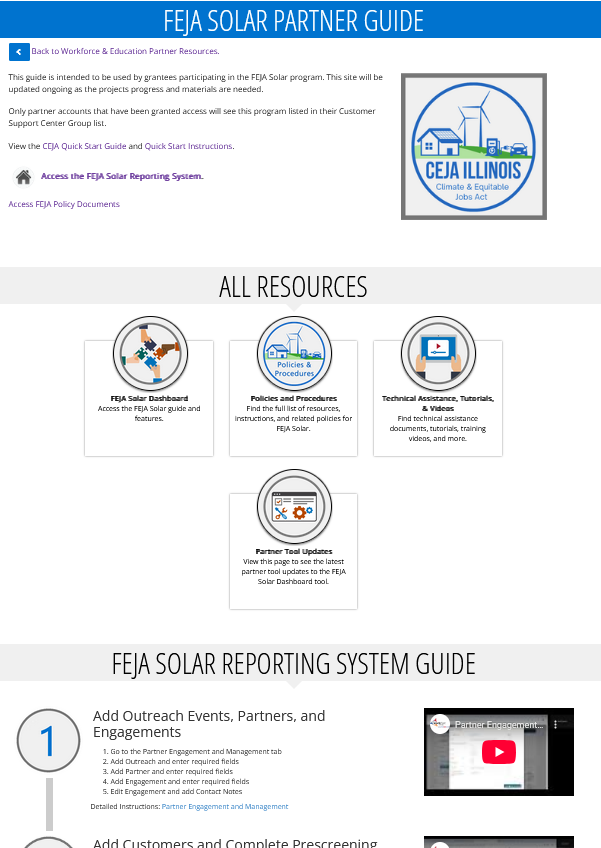 FEJA SOLAR PARTNER GUIDE
Back to Workforce & Education Partner Resources.
This guide is intended to be used by grantees participating in the FEJA Solar program. This site will be
updated ongoing as the projects progress and materials are needed.
Only partner accounts that have been granted access will see this program listed in their Customer
Support Center Group list.
View the CEJA Quick Start Guide and Quick Start Instructions.
Access the FEJA Solar Reporting System.
Access FEJA Policy Documents
CEJA ILLINOIS
Climate & Equitable
Jobs Act
ALL RESOURCES
FEJA Solar Dashboard
Access the FEJA Solar guide and
features.
Policies &
Procedures
Policies and Procedures
Find the full list of resources,
instructions, and related policies for
FEJA Solar.
Technical Assistance, Tutorials,
& Videos
Find technical assistance
documents, tutorials, training
videos, and more.
Partner Tool Updates
View this page to see the latest
partner tool updates to the FEJA
Solar Dashboard tool.
FEJA SOLAR REPORTING SYSTEM GUIDE
1
Add Outreach Events, Partners, and
Engagements
1. Go to the Partner Engagement and Management tab
2. Add Outreach and enter required fields
3. Add Partner and enter required fields
4. Add Engagement and enter required fields
5. Edit Engagement and add Contact Notes
Detailed Instructions: Partner Engagement and Management
Partner Engagement...
Add Customers and Complete Prescreening